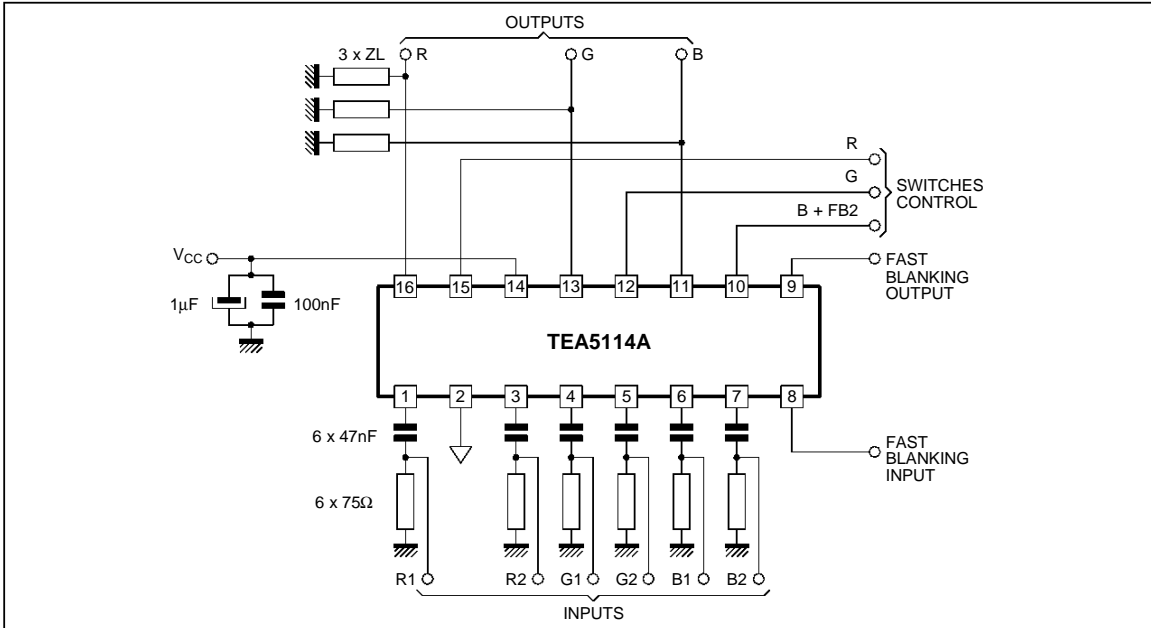 OUTPUTS
3 x ZL
R
G
B
R
G
B + FB2
SWITCHES
CONTROL
VCC
1µF
100nF
FAST
BLANKING
OUTPUT
16
15
14
13
12
11
10
9
TEA5114A
1
2
3
4
5
6
7
8
6 x 47nF
FAST
BLANKING
INPUT
6 x 75Ω
R1
R2
G1
G2
B1
B2
INPUTS